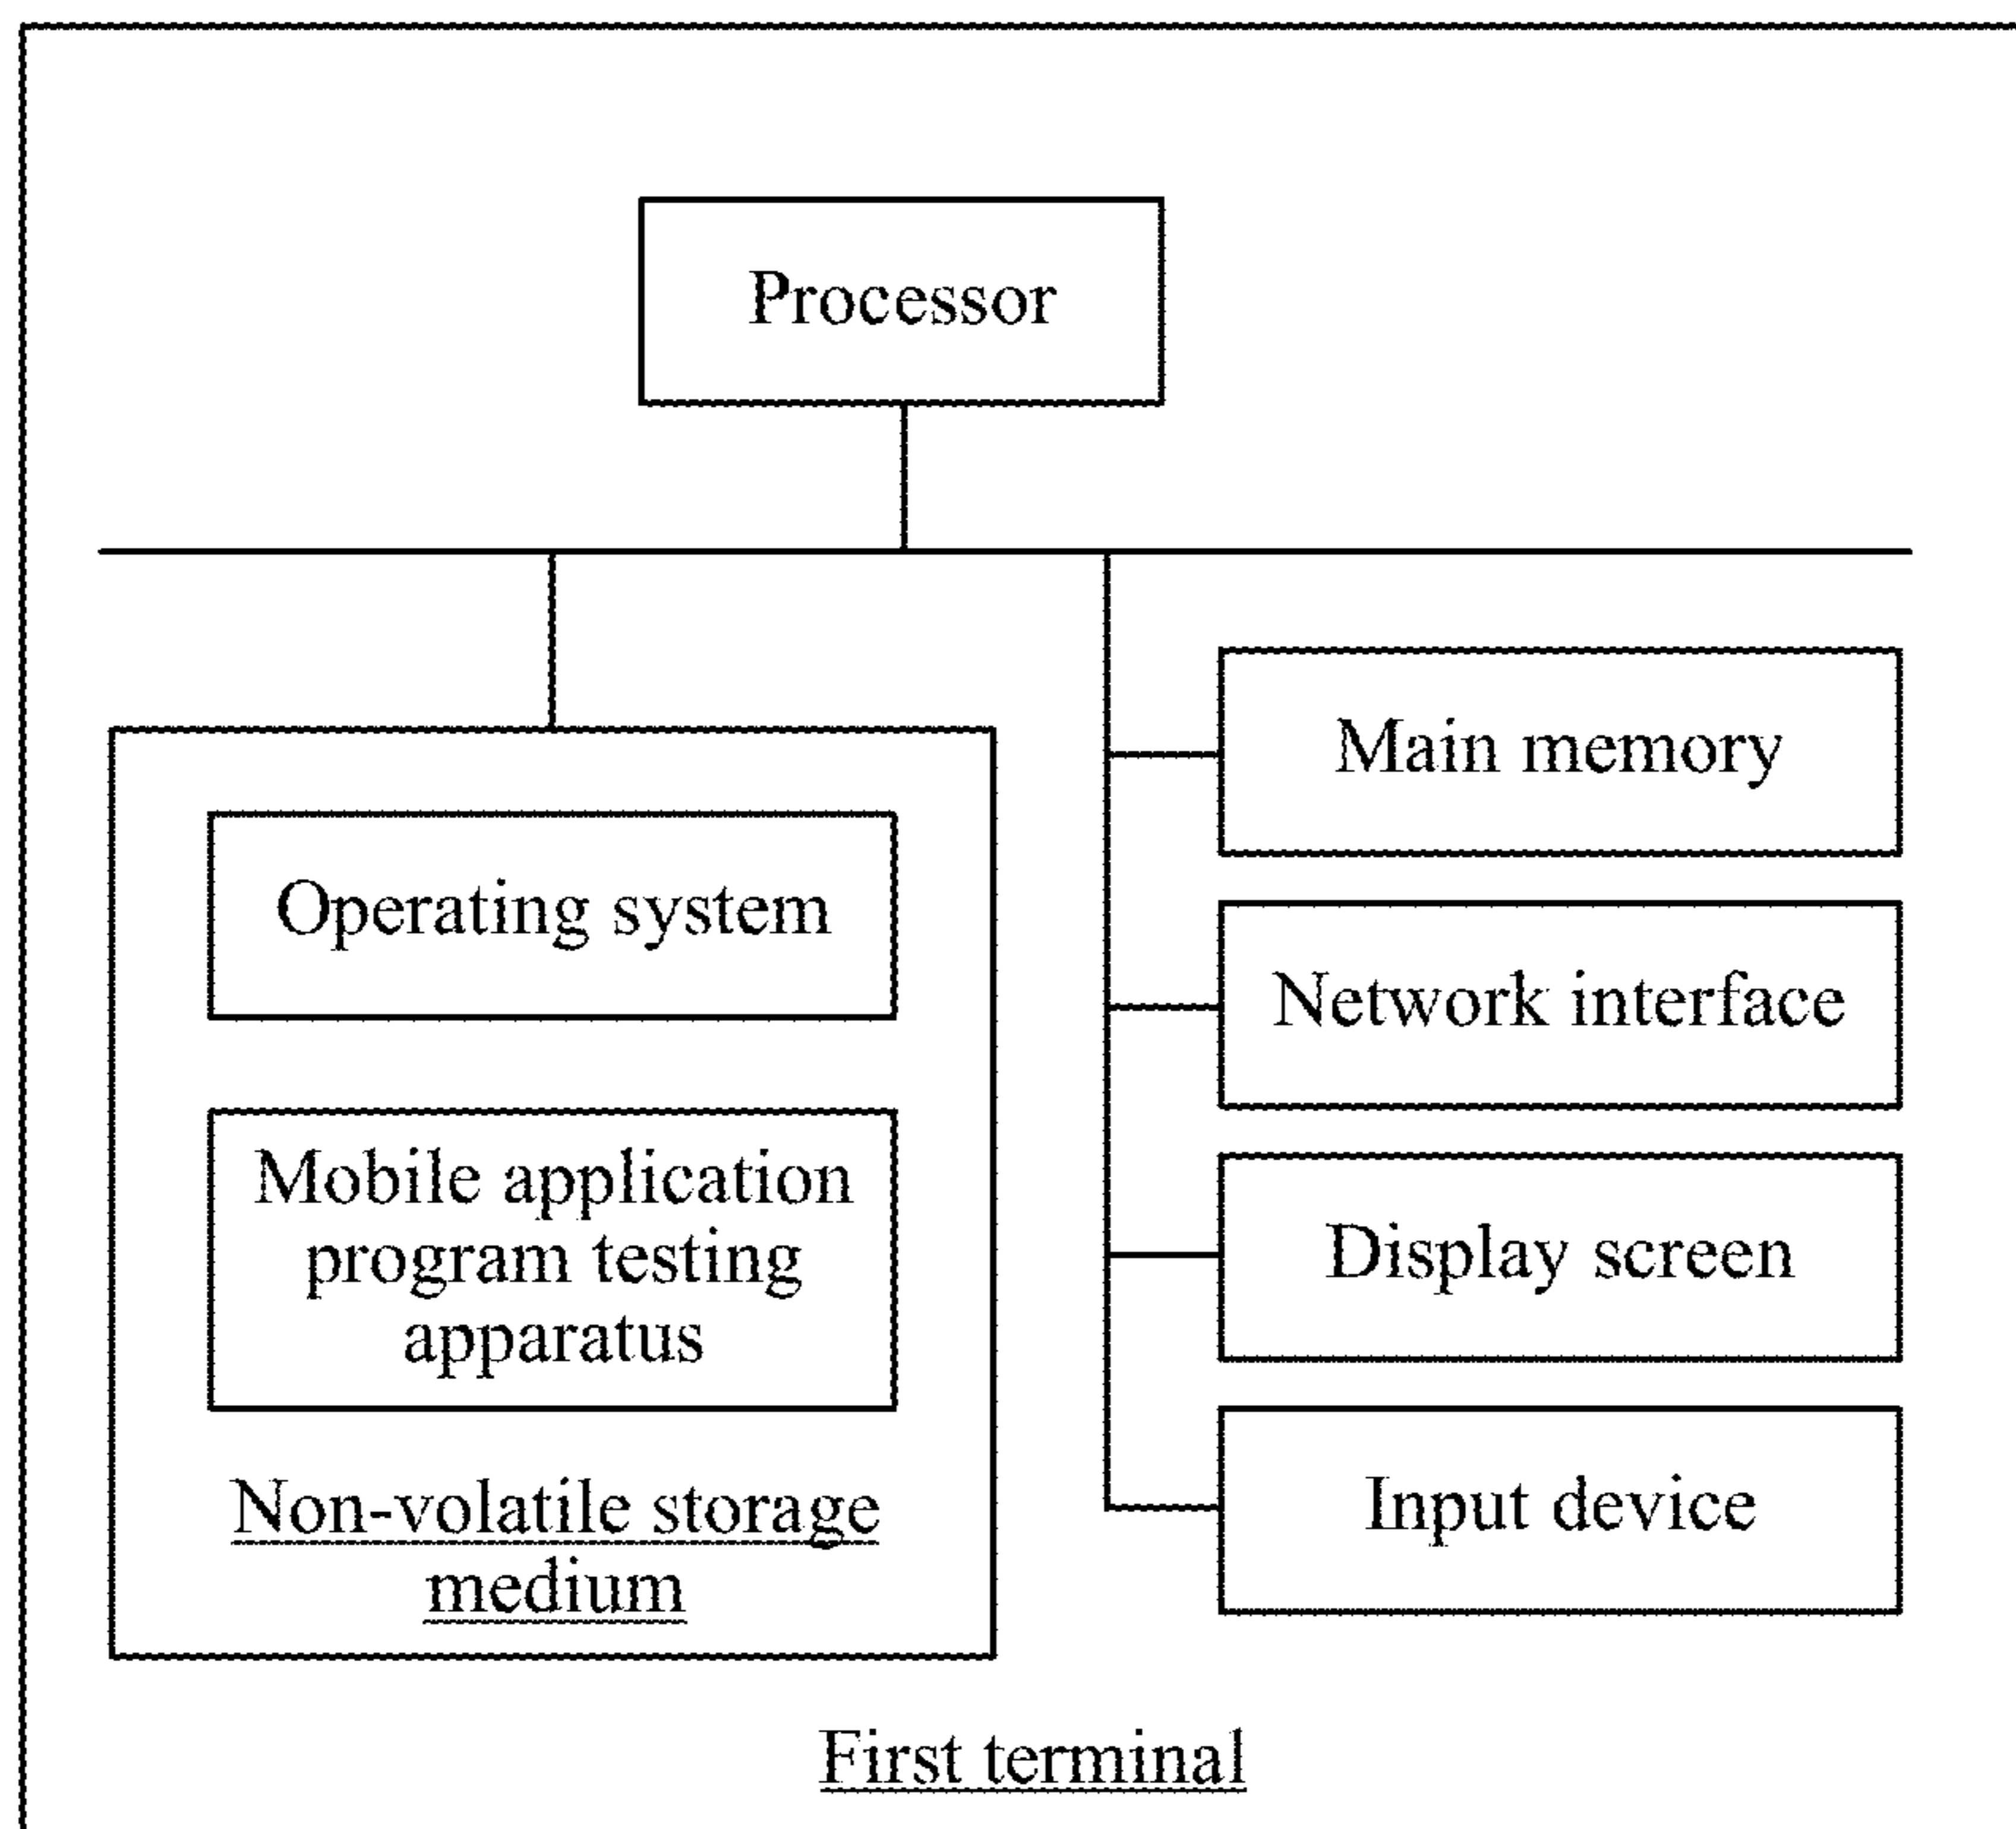 Processor
Operating system
Mobile application
program testing
apparatus
Non-volatile storage
medium
Main memory
Network interface
Display screen
Input device
First terminal